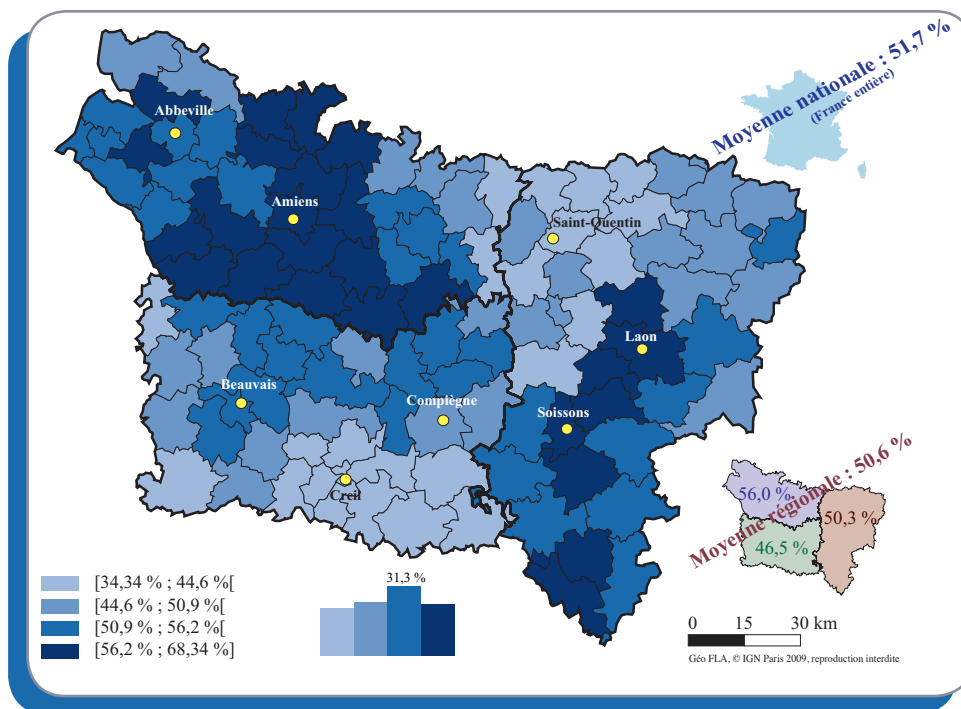 Moyenne nationale : 51,7 %
(France entière)
Abbeville
Amiens
Saint-Quentin
Laon
Beauvais
Compiègne
Soissons
Creil
Moyenne régionale : 50,6 %
56,0 %
50,3 %
46,5 %
[34,34 % ; 44,6 %[
[44,6 % ; 50,9 %[
[50,9 % ; 56,2 %[
[56,2 % ; 68,34 %]
31,3 %
0 15 30 km
Géo FLA, © IGN Paris 2009, reproduction interdite